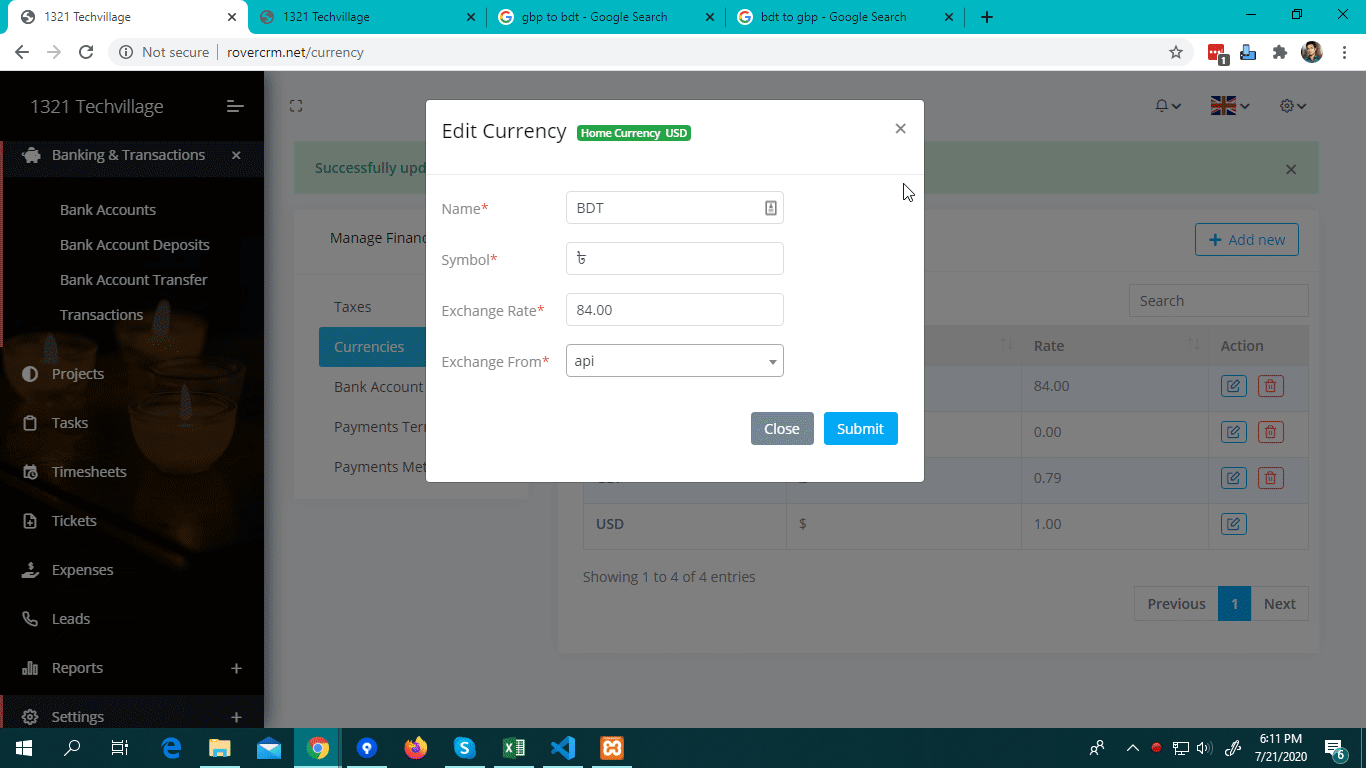 1321 Techvillage
1321 Techvillage
gbp to bdt - Google Search
bdt to gbp - Google Search
Not secure
rovercrm.net/currency
1
1321 Techvillage
Banking & Transactions
Bank Accounts
Bank Account Deposits
Bank Account Transfer
Transactions
Projects
Tasks
Timesheets
Tickets
Expenses
Leads
Reports
Settings
Successfully upd
Manage Financ
Add new
Taxes
Currencies
Bank Account
Payments Ter
Payments Met
Search
Rate
Action
84.00
0.00
0.79
USD
$
1.00
Showing 1 to 4 of 4 entries
Previous
1
Next
Edit Currency
Home Currency USD
Name*
BDT
Symbol*
৳
Exchange Rate*
84.00
Exchange From*
api
Close
Submit
6:11 PM
7/21/2020
6